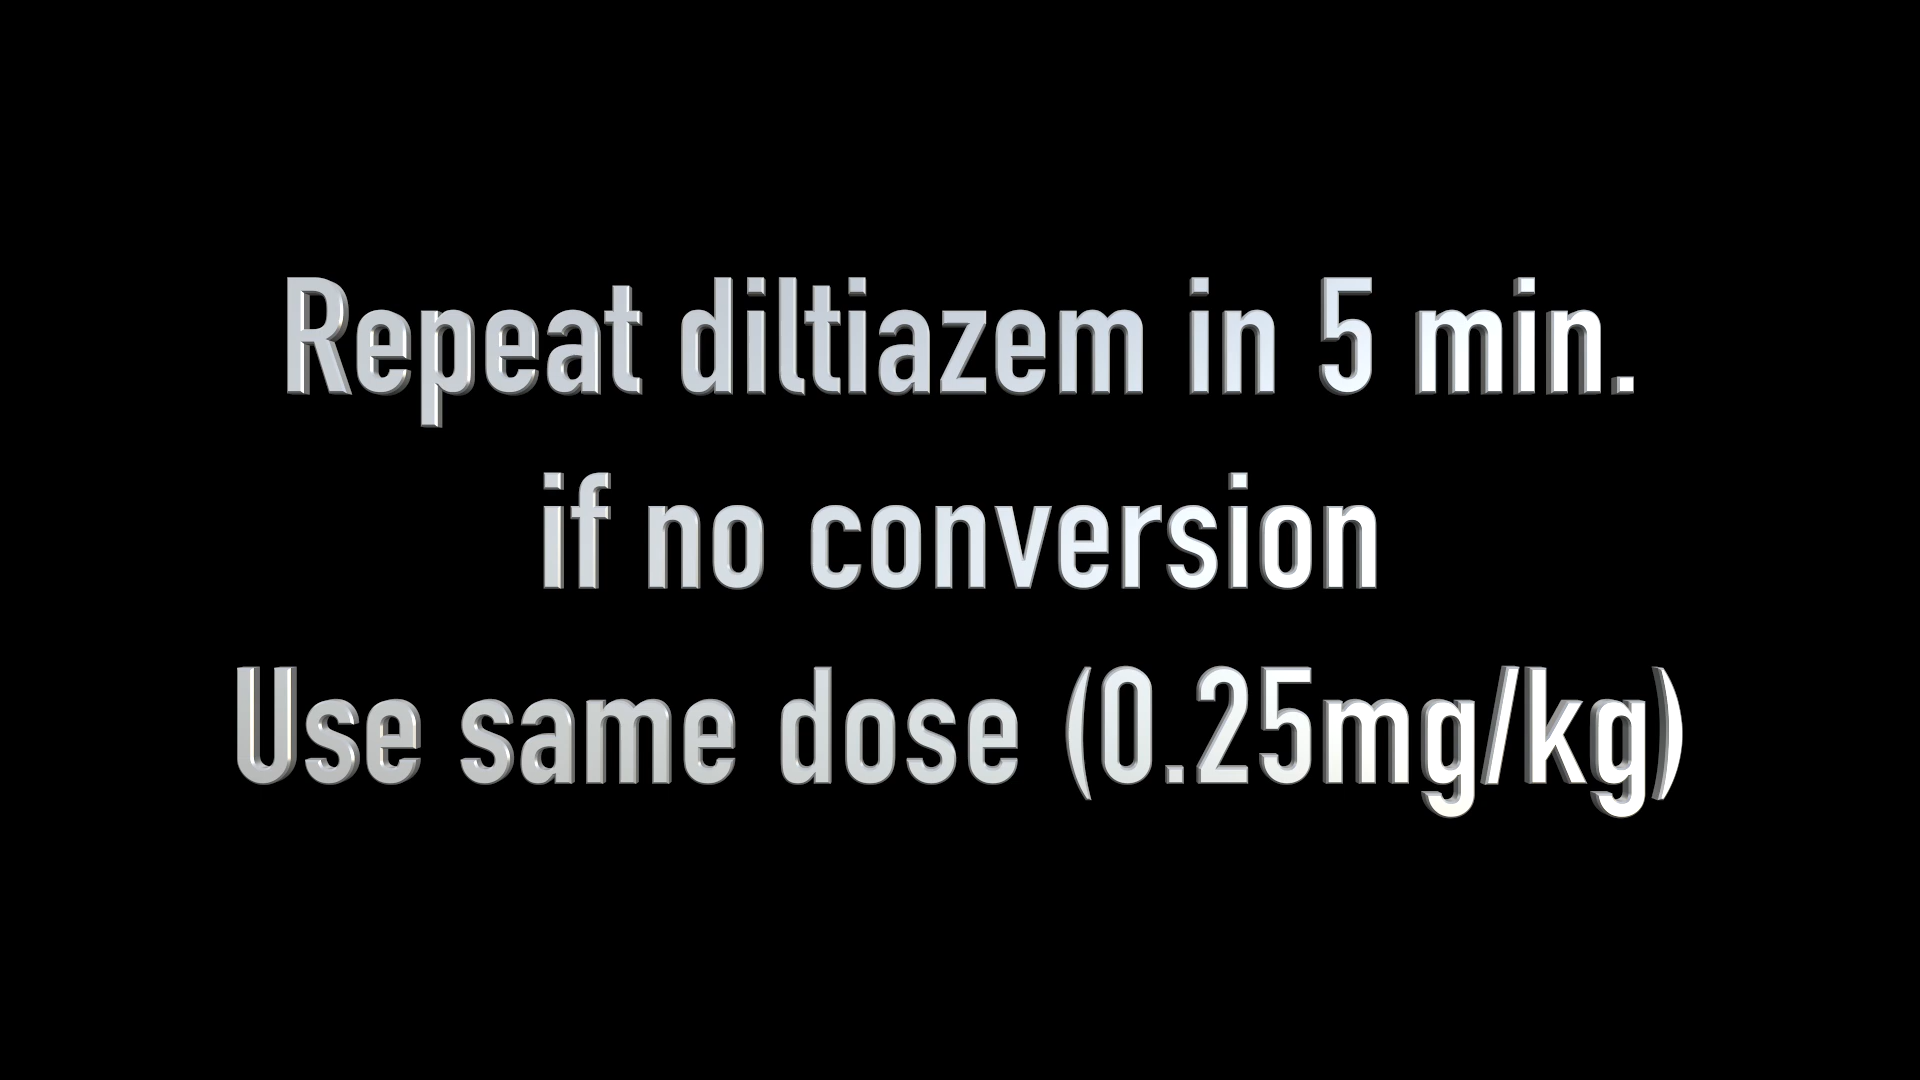 Repeat diltiazem in 5 min.
if no conversion
Use same dose (0.25mg/kg)